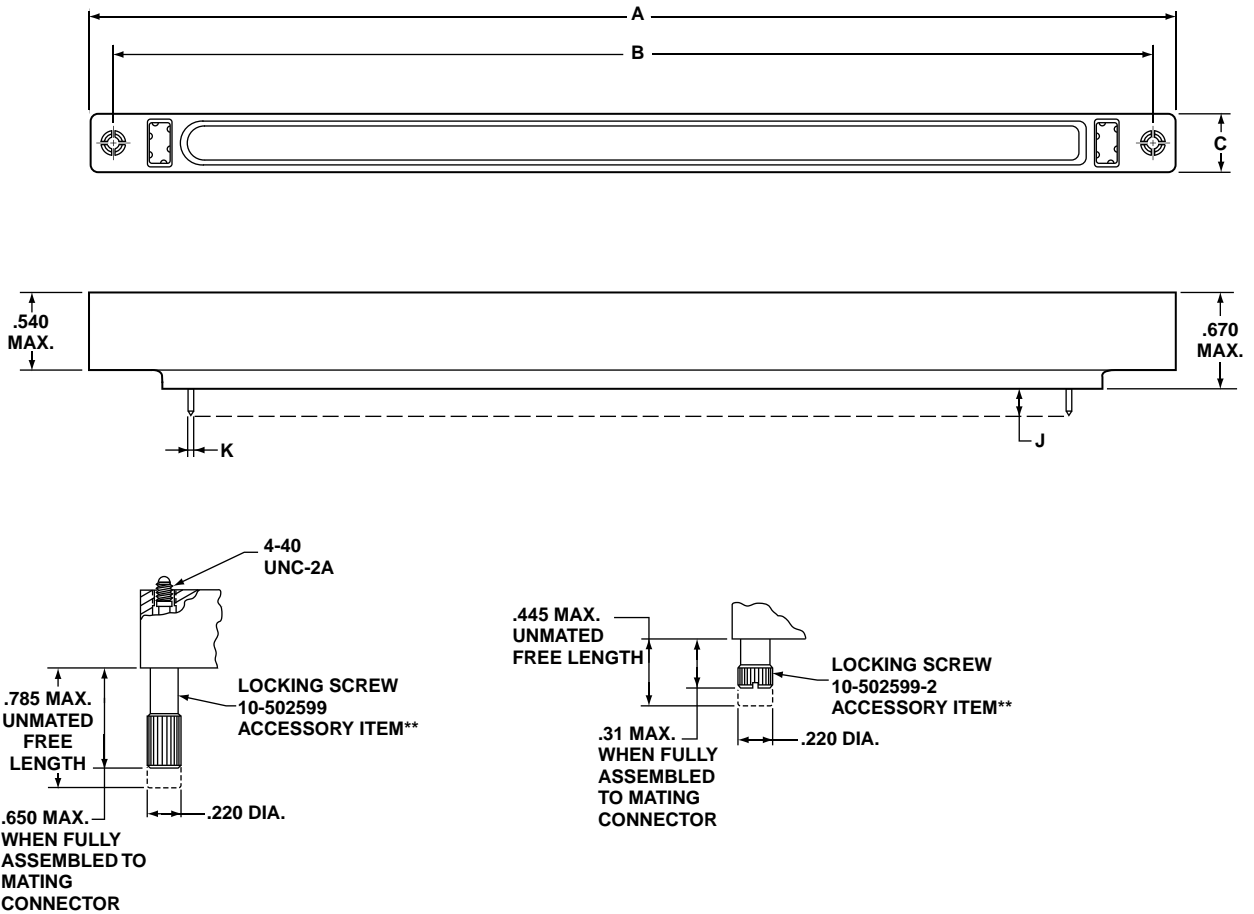 A
B
C
.540
MAX.
.670
MAX.
K
J
4-40
UNC-2A
.785 MAX.
UNMATED
FREE
LENGTH
LOCKING SCREW
10-502599
ACCESSORY ITEM**
.220 DIA.
.650 MAX.
WHEN FULLY
ASSEMBLED TO
MATING
CONNECTOR
.445 MAX.
UNMATED
FREE LENGTH
LOCKING SCREW
10-502599-2
ACCESSORY ITEM**
.220 DIA.
.31 MAX.
WHEN FULLY
ASSEMBLED
TO MATING
CONNECTOR